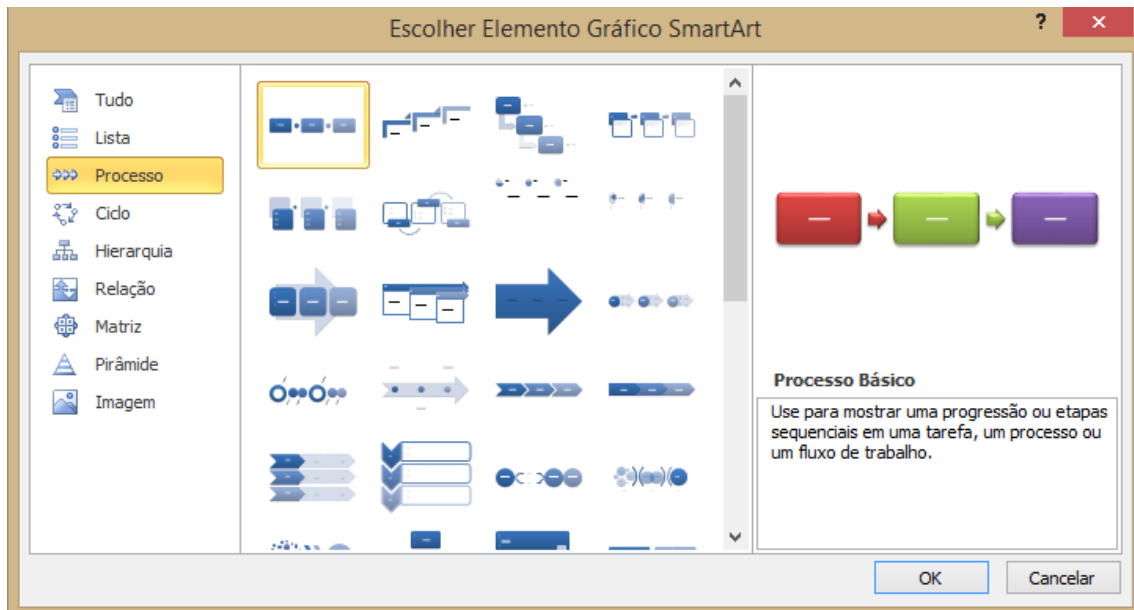 Escolher Elemento Gráfico SmartArt
?
Tudo
Lista
Processo
Ciclo
Hierarquia
Relação
Matriz
Pirâmide
Imagem
Processo Básico
Use para mostrar uma progressão ou etapas
sequenciais em uma tarefa, um processo ou
um fluxo de trabalho.
OK
Cancelar